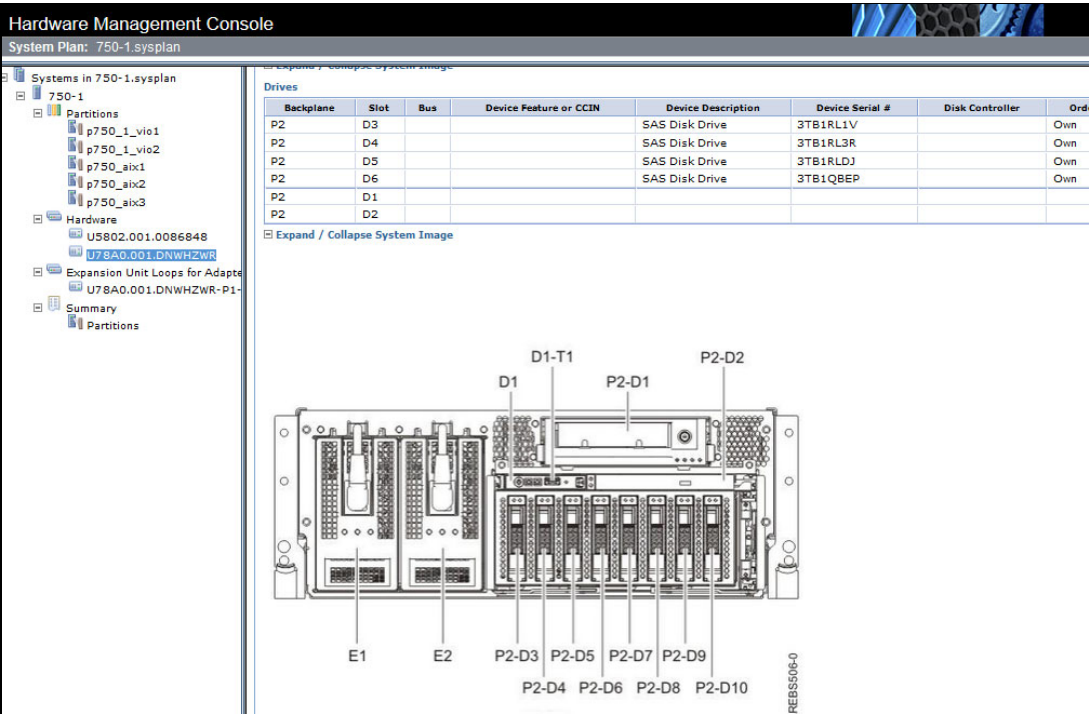 Hardware Management Console
System Plan: 750-1.sysplan
Systems in 750-1.sysplan
750-1
Partitions
p750_1_vio1
p750_1_vio2
p750_aix1
p750_aix2
p750_aix3
Hardware
U5802.001.0086848
U78A0.001.DNWHZWR
Expansion Unit Loops for Adapte
U78A0.001.DNWHZWR-P1-
Summary
Partitions
Expand / Collapse System Image
Drives
Backplane Slot Bus Device Feature or CCIN Device Description Device Serial # Disk Controller Orde
P2 D3 SAS Disk Drive 3TB1RL1V Own
P2 D4 SAS Disk Drive 3TB1RL3R Own
P2 D5 SAS Disk Drive 3TB1RLDJ Own
P2 D6 SAS Disk Drive 3TB1QBEP Own
P2 D1
P2 D2
Expand / Collapse System Image
D1-T1 P2-D2
D1 P2-D1
E1 E2 P2-D3 P2-D5 P2-D7 P2-D9
P2-D4 P2-D6 P2-D8 P2-D10
REBS506-0